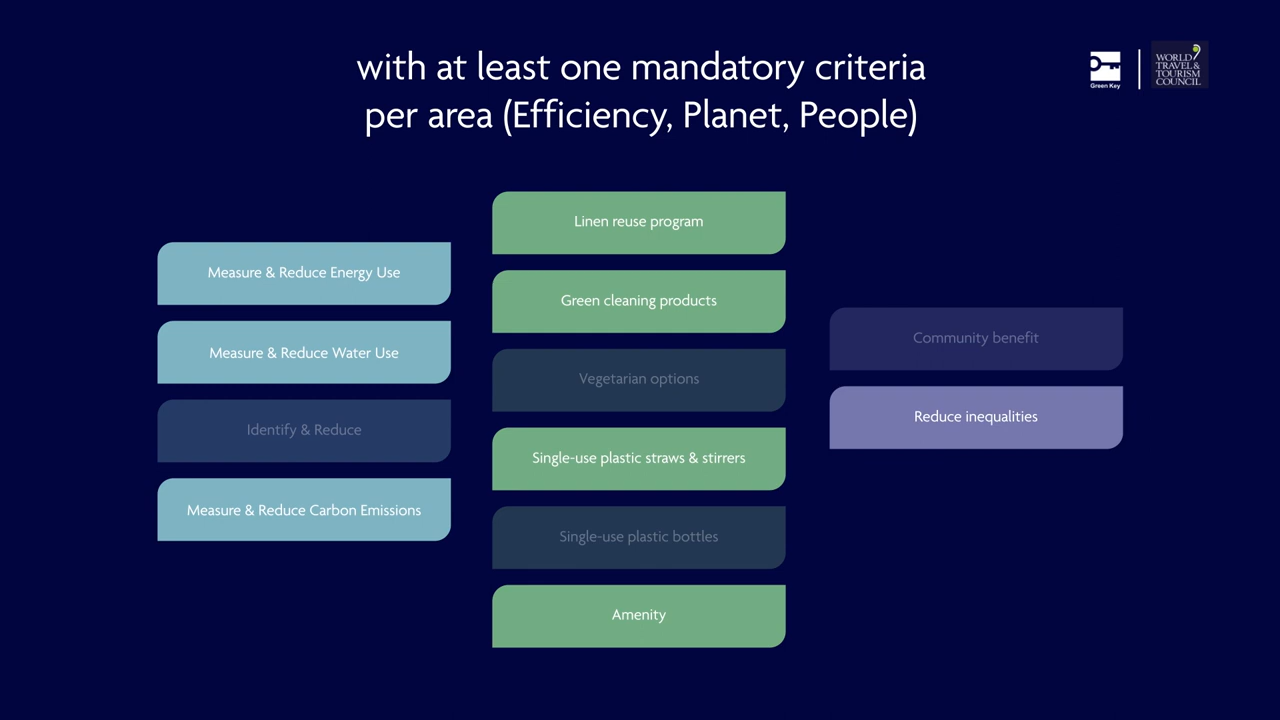 with at least one mandatory criteria
per area (Efficiency, Planet, People)
Green Key
WORLD
TRAVEL &
TOURISM
COUNCIL
Measure & Reduce Energy Use
Measure & Reduce Water Use
Identify & Reduce
Measure & Reduce Carbon Emissions
Linen reuse program
Green cleaning products
Vegetarian options
Single-use plastic straws & stirrers
Single-use plastic bottles
Amenity
Community benefit
Reduce inequalities